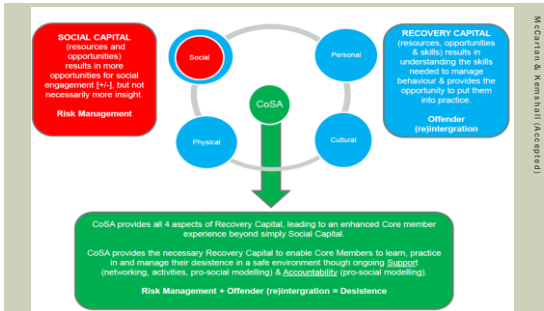 SOCIAL CAPITAL
(resources and
opportunities)
results in more
opportunities for social
engagement [+/-], but not
necessarily more insight.
Risk Management
Social
Personal
CoSA
Physical
Cultural
RECOVERY CAPITAL
(resources, opportunities
& skills) results in
understanding the skills
needed to manage
behaviour & provides the
opportunity to put them
into practice.
Offender
(re)intergration
McCartan & Kemshall (Accepted)
CoSA provides all 4 aspects of Recovery Capital, leading to an enhanced Core member
experience beyond simply Social Capital.
CoSA provides the necessary Recovery Capital to enable Core Members to learn, practice
in and manage their desistence in a safe environment though ongoing Support
(networking, activities, pro-social modelling) & Accountability (pro-social modelling).
Risk Management + Offender (re)intergration = Desistence